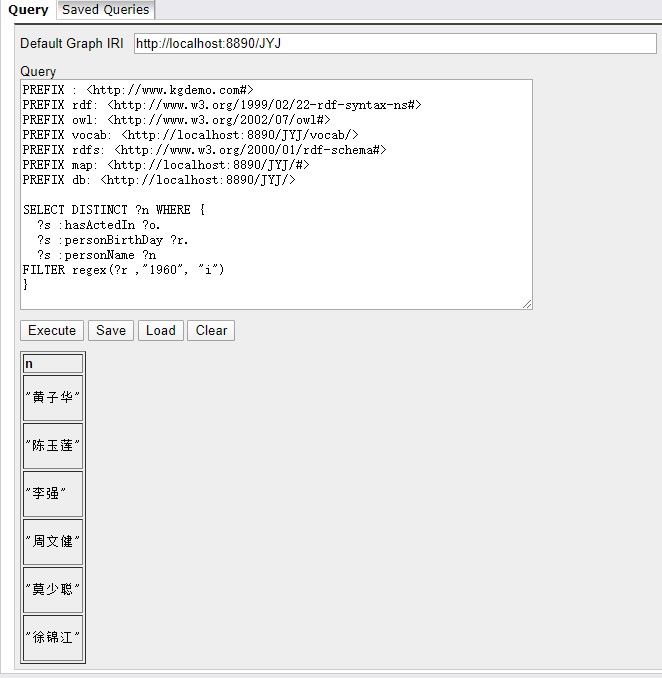 Query Saved Queries
Default Graph IRI http://localhost:8890/JYJ
Query
PREFIX : <http://www.kgdemo.com#>
PREFIX rdf: <http://www.w3.org/1999/02/22-rdf-syntax-ns#>
PREFIX owl: <http://www.w3.org/2002/07/owl#>
PREFIX vocab: <http://localhost:8890/JYJ/vocab/>
PREFIX rdfs: <http://www.w3.org/2000/01/rdf-schema#>
PREFIX map: <http://localhost:8890/JYJ/#>
PREFIX db: <http://localhost:8890/JYJ/>
SELECT DISTINCT ?n WHERE {
?s :hasActedIn ?o.
?s :personBirthDay ?r.
?s :personName ?n
FILTER regex(?r ,"1960", "i")
}
Execute Save Load Clear
n
"黄子华"
"陈玉莲"
"李强"
"周文健"
"莫少聪"
"徐锦江"